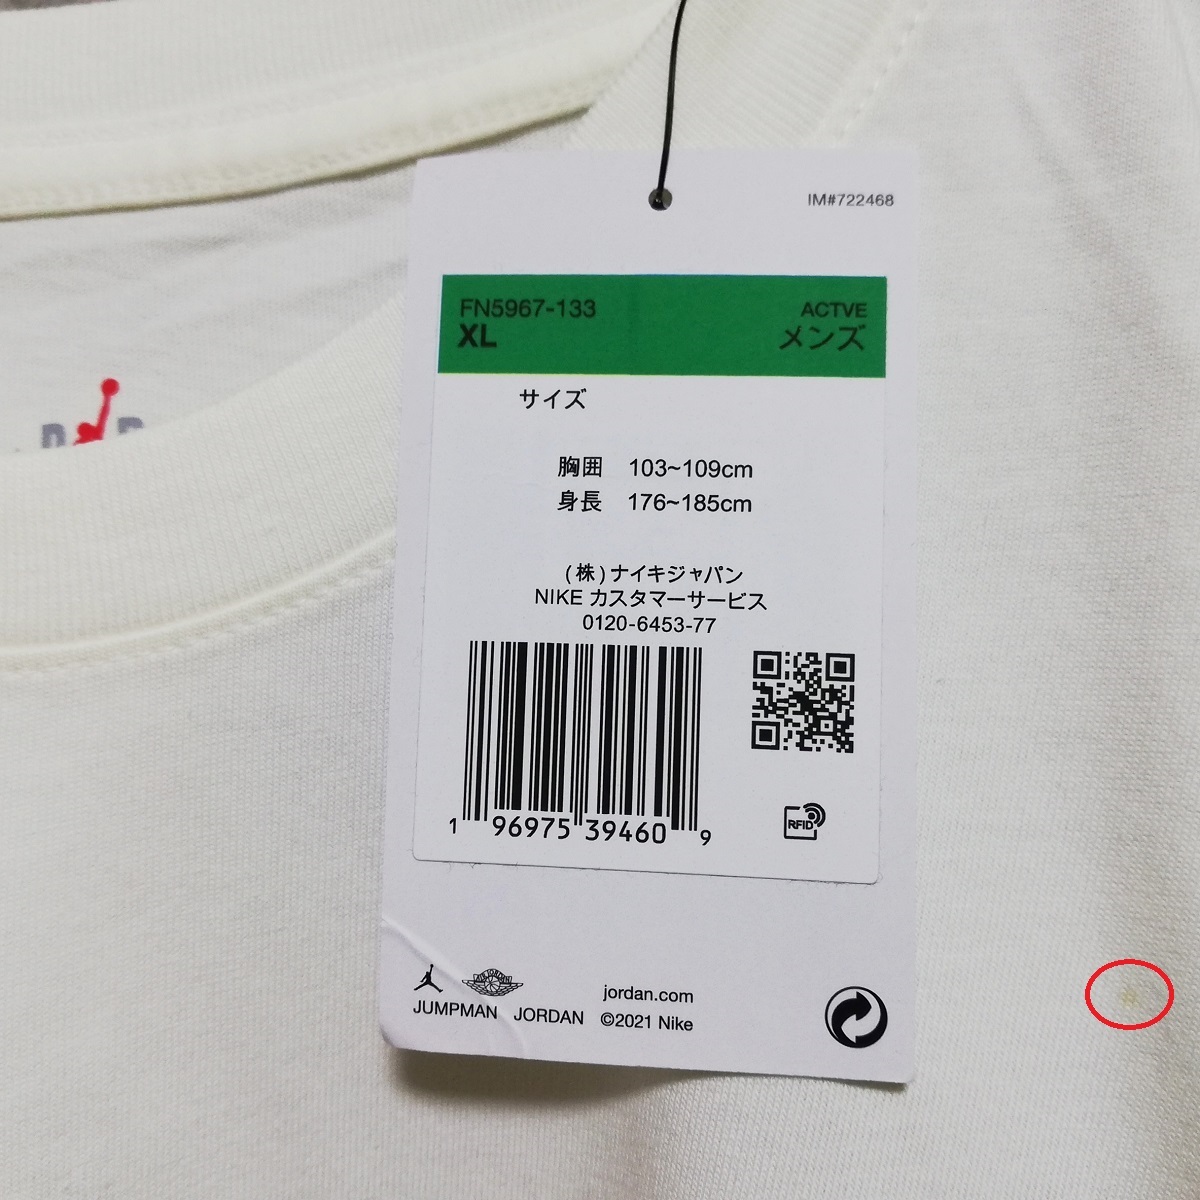 IM#722468
FN5967-133 ACTVE
XL メンズ
サイズ
胸囲 103~109cm
身長 176~185cm
(株)ナイキジャパン
NIKE カスタマーサービス
0120-6453-77
1 96975 39460 9
RFID
AIR JORDAN
JUMPMAN JORDAN
jordan.com
©2021 Nike